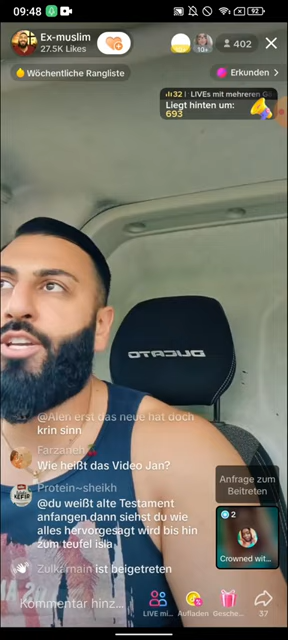 09:48
92
Ex-muslim
27.5K Likes
10+
402
Wöchentliche Rangliste
Erkunden >
32 | LIVEs mit mehreren Gä
Liegt hinten um:
693
DUCATO
@Alen erst das neue hat doch
krin sinn
Farzaneh
Wie heißt das Video Jan?
Protein~sheikh
@du weißt alte Testament
anfangen dann siehst du wie
alles hervorgesagt wird bis hin
zum teufel isla
Zulkarnain ist beigetreten
Anfrage zum
Beitreten
2
Crowned wit...
Kommentar hinz...
LIVE mi...
Aufladen
Gesche...
37